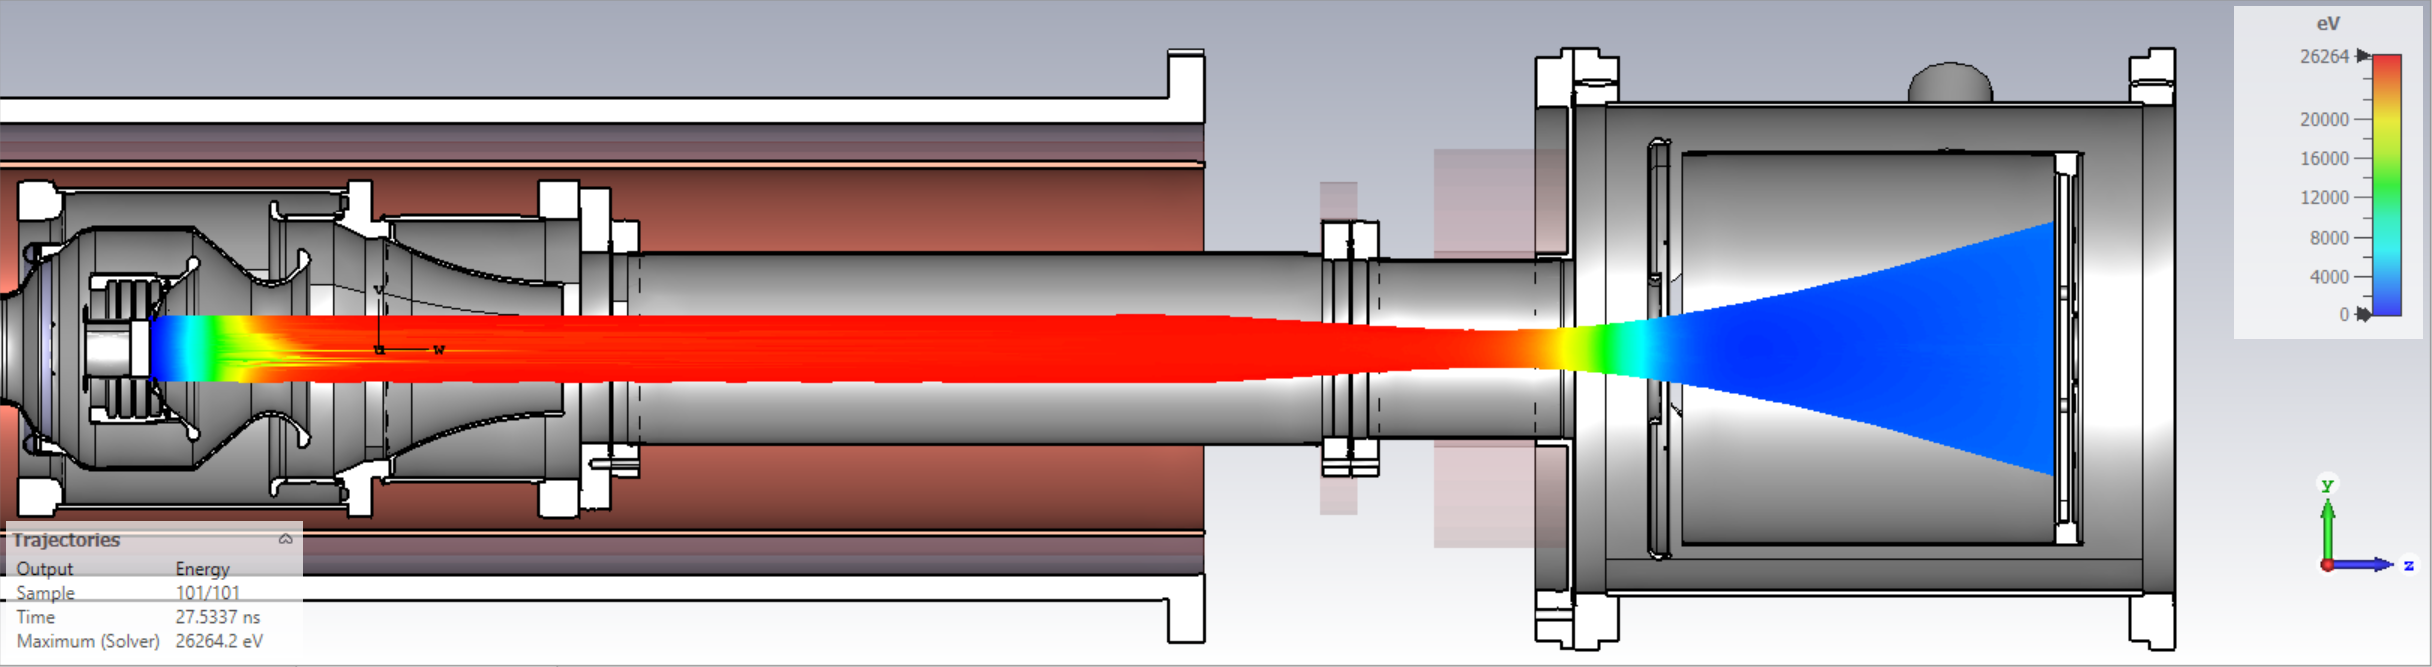 eV
26264
20000
16000
12000
8000
4000
0
v
u w
Trajectories
Output Energy
Sample 101/101
Time 27.5337 ns
Maximum (Solver) 26264.2 eV
y
z